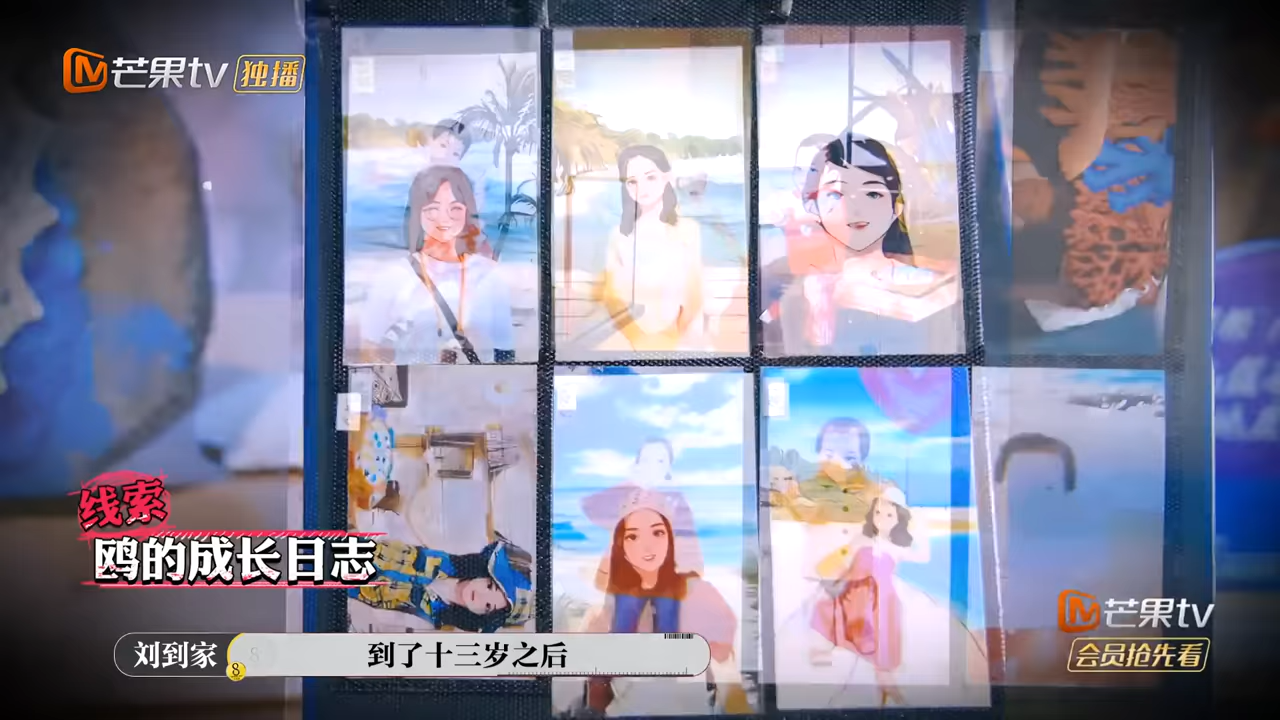 芒果tv 独播
线索
鸥的成长日志
刘到家
到了十三岁之后
芒果tv
会员抢先看